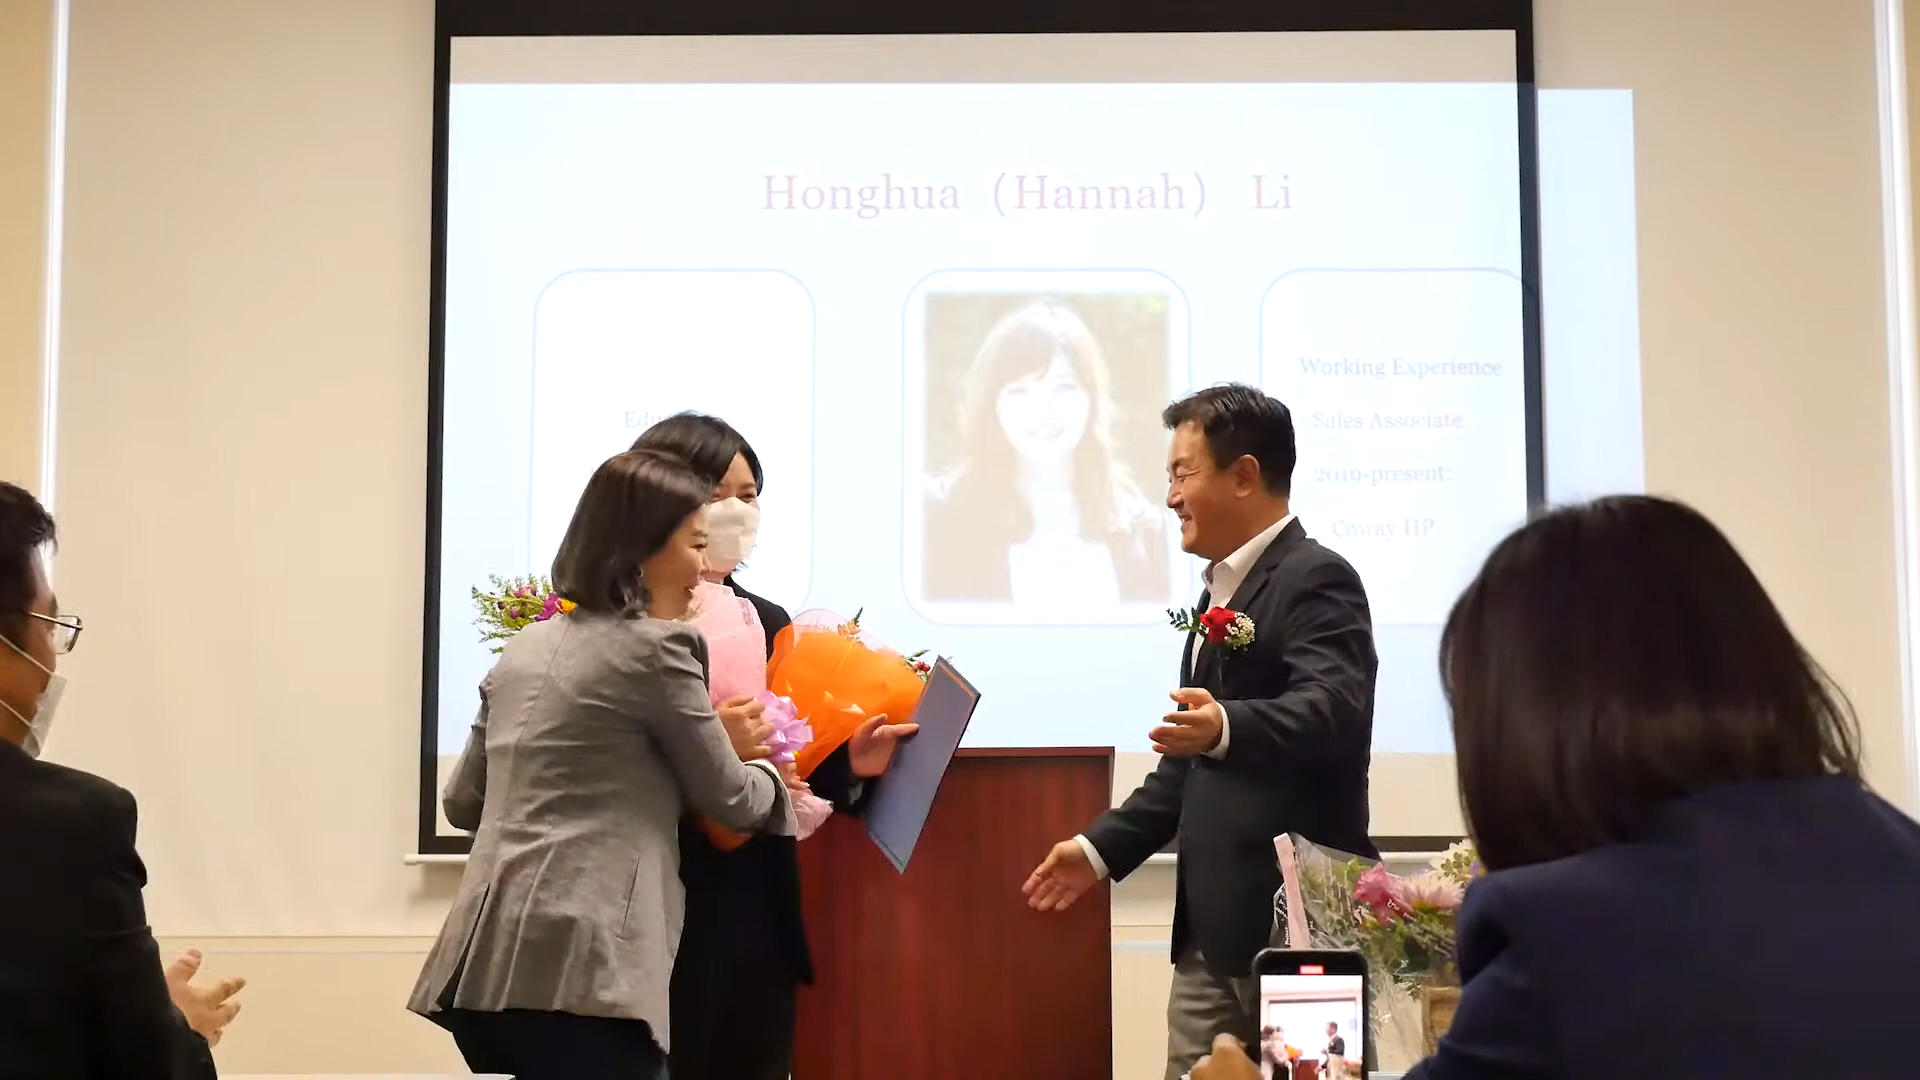 Honghua (Hannah) Li
Working Experience
Sales Associate.
2019-present:
Coway HP